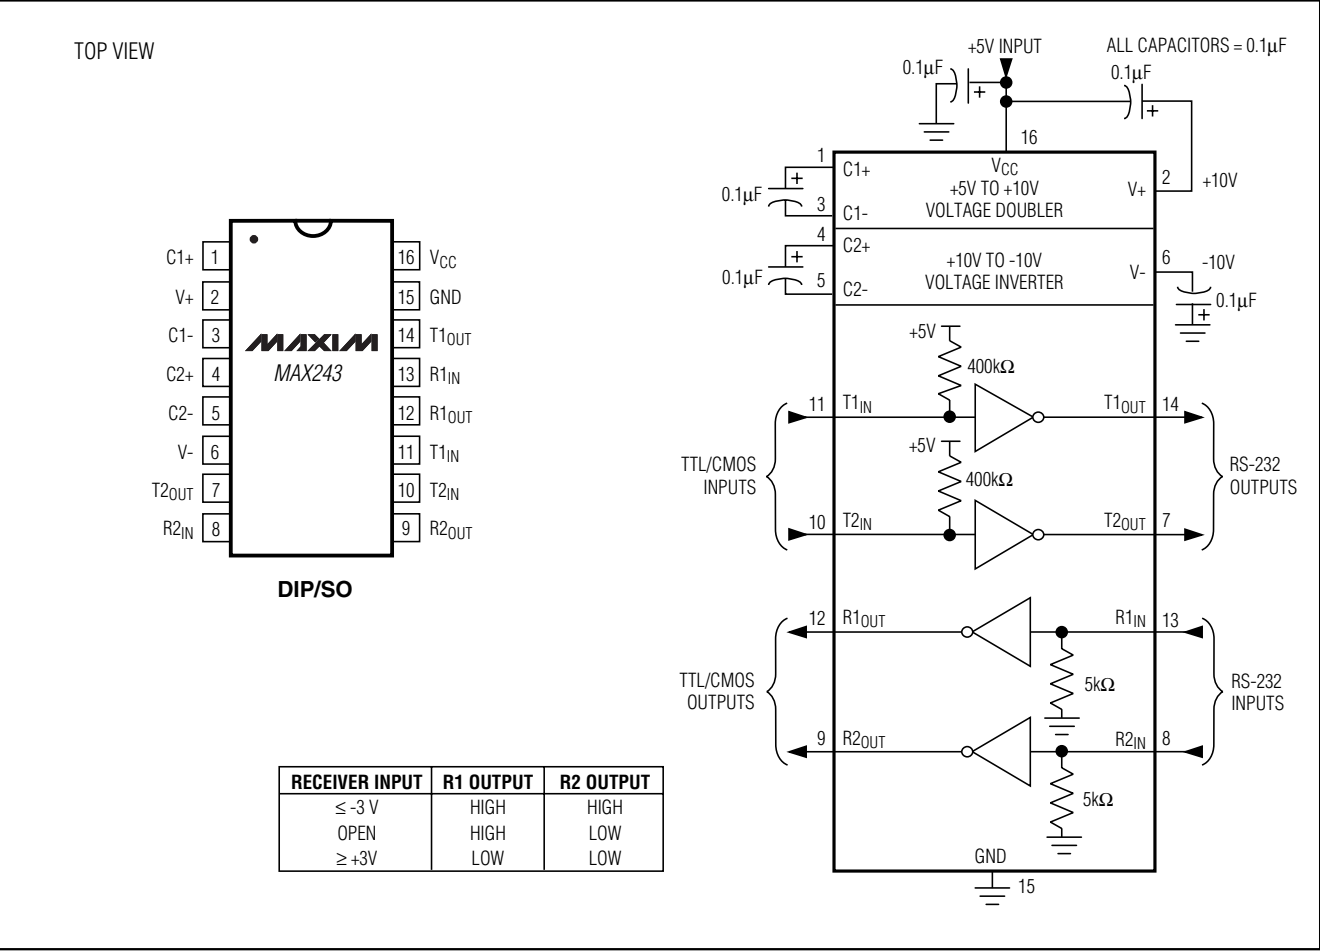 TOP VIEW
C1+ 1
V+ 2
C1- 3
C2+ 4
C2- 5
V- 6
T2OUT 7
R2IN 8
MAXIM
MAX243
16 VCC
15 GND
14 T1OUT
13 R1IN
12 R1OUT
11 T1IN
10 T2IN
9 R2OUT
DIP/SO
RECEIVER INPUT R1 OUTPUT R2 OUTPUT
≤ -3 V HIGH HIGH
OPEN HIGH LOW
≥ +3V LOW LOW
+5V INPUT
ALL CAPACITORS = 0.1µF
0.1µF
+
0.1µF
+
16
VCC
+5V TO +10V
VOLTAGE DOUBLER
1
C1+
+
0.1µF
3
C1-
2
V+
+10V
4
C2+
+
0.1µF
5
C2-
+10V TO -10V
VOLTAGE INVERTER
6
V-
-10V
0.1µF
+
+5V
400kΩ
11 T1IN
T1OUT 14
+5V
400kΩ
TTL/CMOS
INPUTS
RS-232
OUTPUTS
10 T2IN
T2OUT 7
12 R1OUT
R1IN 13
5kΩ
TTL/CMOS
OUTPUTS
RS-232
INPUTS
9 R2OUT
R2IN 8
5kΩ
GND
15